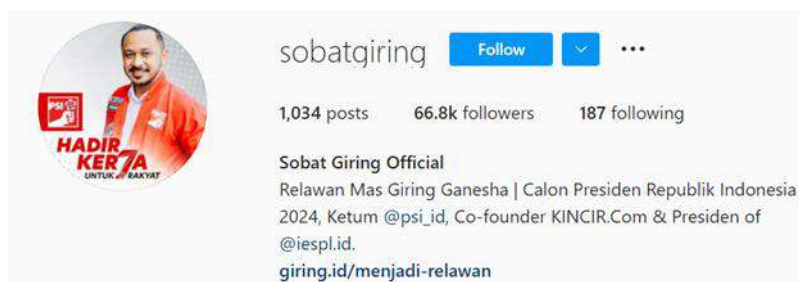 PSI
HADIR
KERJA
UNTUK RAKYAT
sobatgiring
Follow
1,034 posts 66.8k followers 187 following
Sobat Giring Official
Relawan Mas Giring Ganesha | Calon Presiden Republik Indonesia
2024, Ketum @psi_id, Co-founder KINCIR.Com & Presiden of
@iespl.id.
giring.id/menjadi-relawan